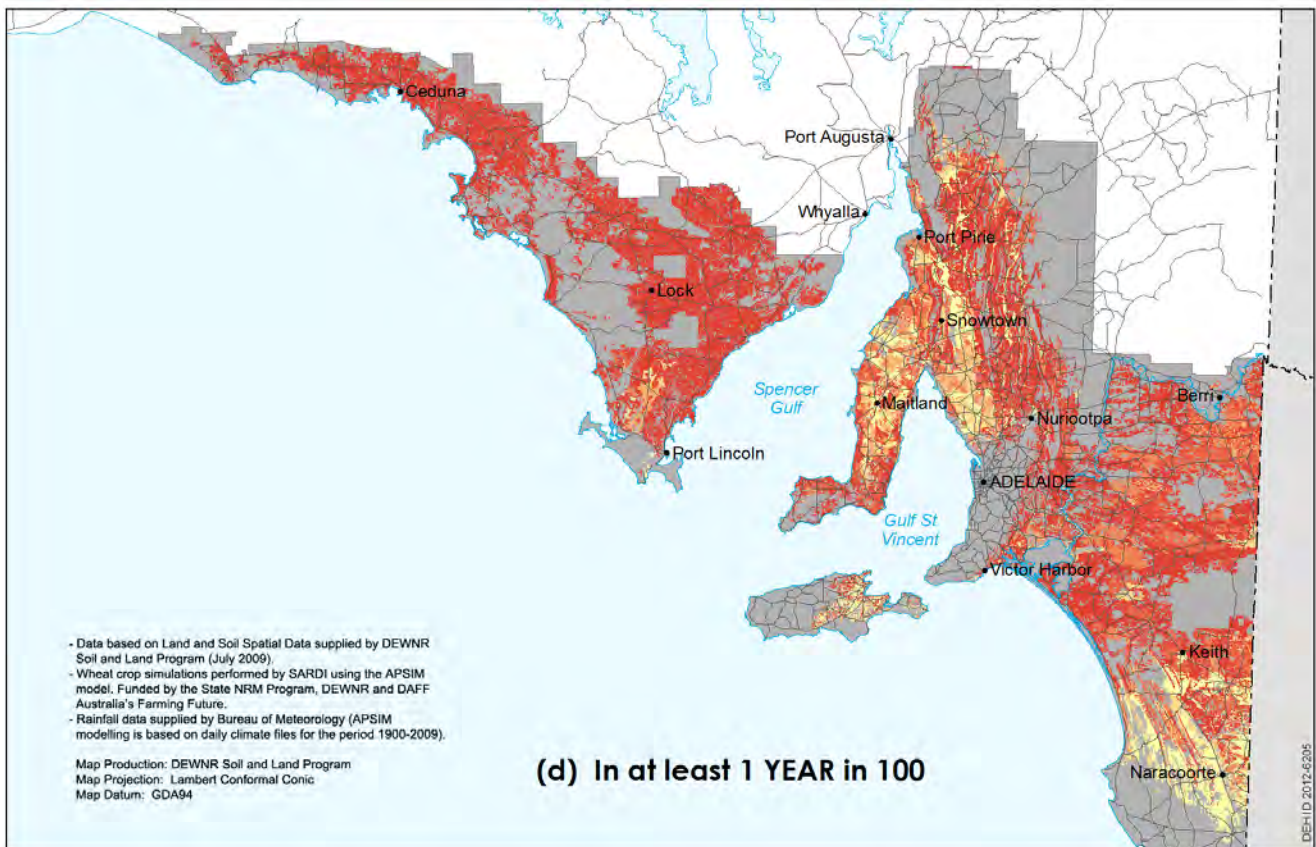 Ceduna
Port Augusta
Whyalla
Port Pirie
Lock
Snowtown
Spencer
Gulf
Maitland
Berri
Nuriootpa
Port Lincoln
ADELAIDE
Gulf St
Vincent
Victor Harbor
- Data based on Land and Soil Spatial Data supplied by DEWNR
Soil and Land Program (July 2009).
- Wheat crop simulations performed by SARDI using the APSIM
model. Funded by the State NRM Program, DEWNR and DAFF
Australia's Farming Future.
- Rainfall data supplied by Bureau of Meteorology (APSIM
modelling is based on daily climate files for the period 1900-2009).
Map Production: DEWNR Soil and Land Program
Map Projection: Lambert Conformal Conic
Map Datum: GDA94
Keith
(d) In at least 1 YEAR in 100
Naracoorte
DEH ID 2012-6205